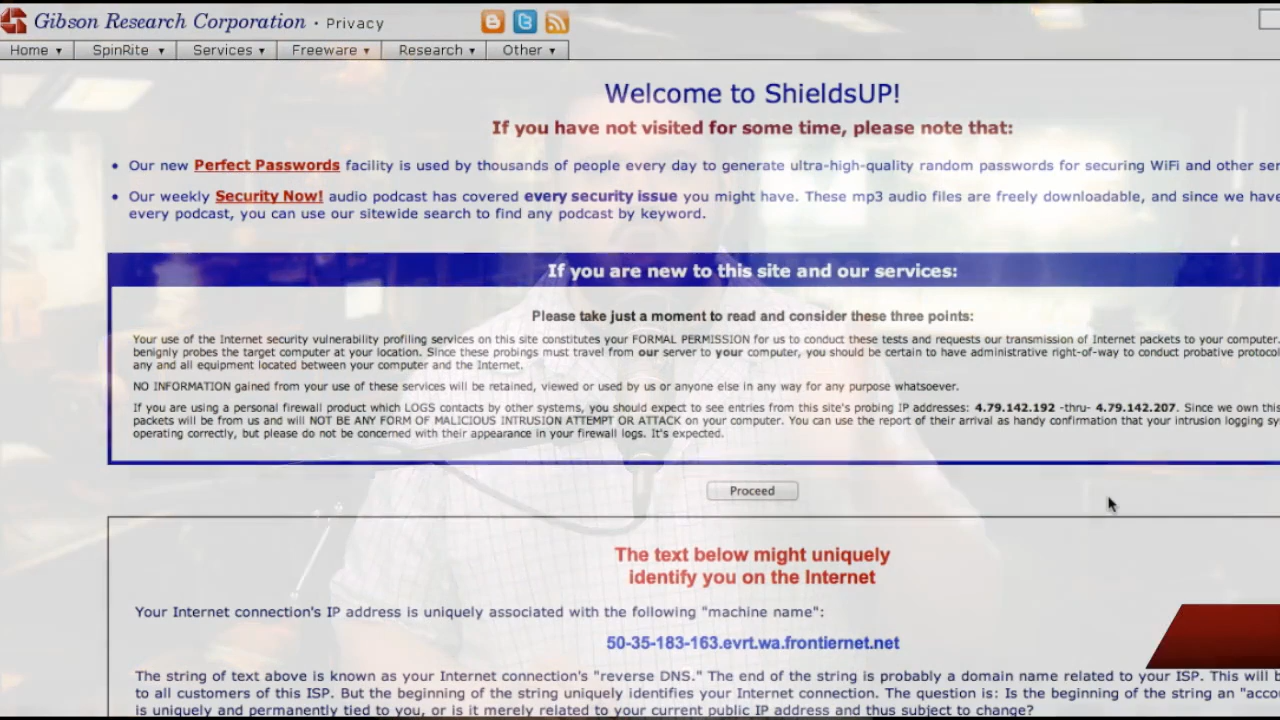 Gibson Research Corporation · Privacy
Home ▾ SpinRite ▾ Services ▾ Freeware ▾ Research ▾ Other ▾
Welcome to ShieldsUP!
If you have not visited for some time, please note that:
• Our new Perfect Passwords facility is used by thousands of people every day to generate ultra-high-quality random passwords for securing WiFi and other
• Our weekly Security Now! audio podcast has covered every security issue you might have. These mp3 audio files are freely downloadable, and since we have
every podcast, you can use our sitewide search to find any podcast by keyword.
If you are new to this site and our services:
Please take just a moment to read and consider these three points:
Your use of the Internet security vulnerability profiling services on this site constitutes your FORMAL PERMISSION for us to conduct these tests and requests our transmission of Internet packets to your computer.
benignly probes the target computer at your location. Since these probings must travel from our server to your computer, you should be certain to have administrative right-of-way to conduct probative
any and all equipment located between your computer and the Internet.
NO INFORMATION gained from your use of these services will be retained, viewed or used by us or anyone else in any way for any purpose whatsoever.
If you are using a personal firewall product which LOGS contacts by other systems, you should expect to see entries from this site's probing IP addresses: 4.79.142.192 -thru- 4.79.142.207. Since we own
packets will be from us and will NOT BE ANY FORM OF MALICIOUS INTRUSION ATTEMPT OR ATTACK on your computer. You can use the report of their arrival as handy confirmation that your intrusion logging
operating correctly, but please do not be concerned with their appearance in your firewall logs. It's expected.
Proceed
The text below might uniquely
identify you on the Internet
Your Internet connection's IP address is uniquely associated with the following "machine name":
50-35-183-163.evrt.wa.frontiernet.net
The string of text above is known as your Internet connection's "reverse DNS." The end of the string is probably a domain name related to your ISP. This will
to all customers of this ISP. But the beginning of the string uniquely identifies your Internet connection. The question is: Is the beginning of the string an
is uniquely and permanently tied to you, or is it merely related to your current public IP address and thus subject to change?